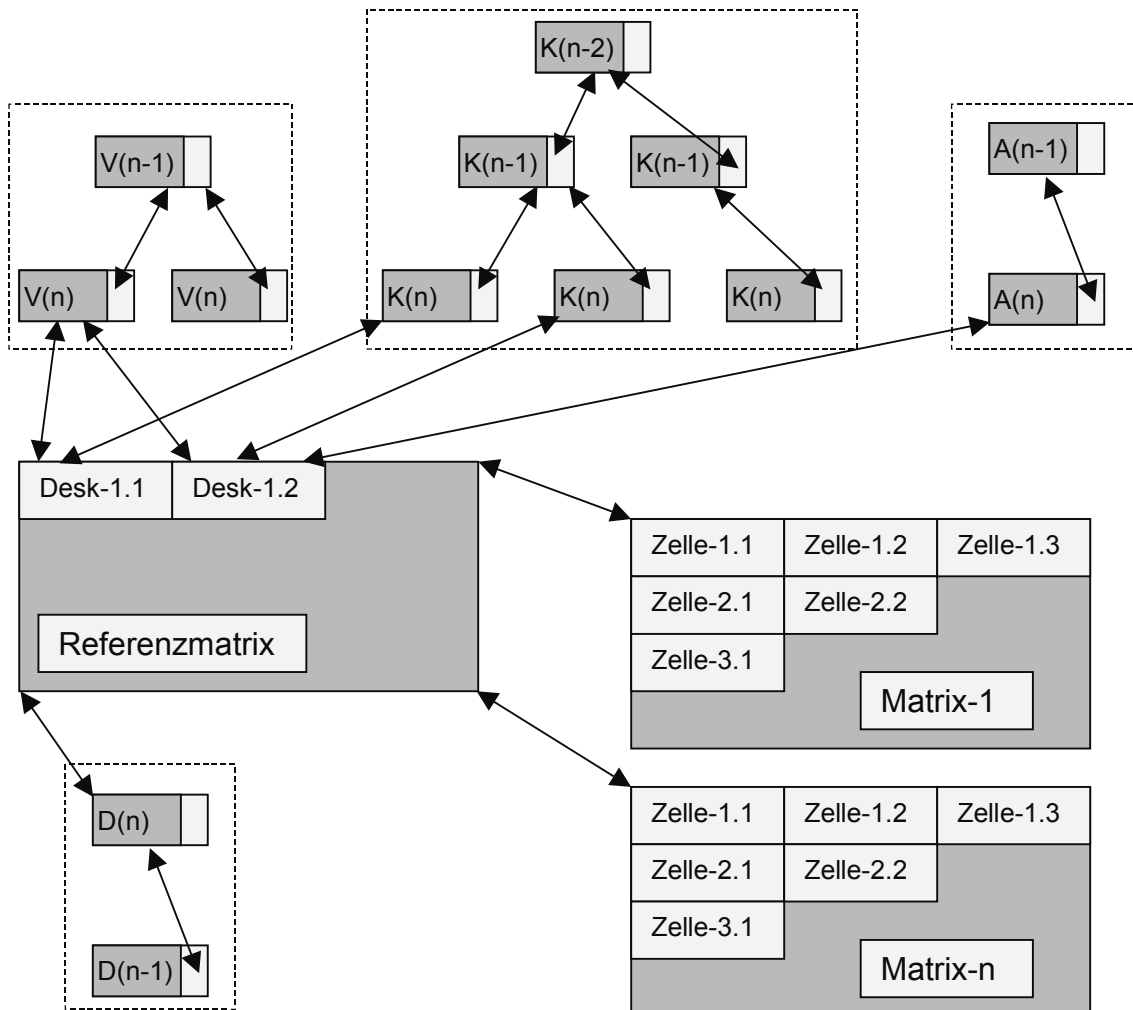 K(n-2)
V(n-1)
K(n-1)
K(n-1)
A(n-1)
V(n)
V(n)
K(n)
K(n)
K(n)
A(n)
Desk-1.1
Desk-1.2
Referenzmatrix
Zelle-1.1
Zelle-1.2
Zelle-1.3
Zelle-2.1
Zelle-2.2
Zelle-3.1
Matrix-1
D(n)
D(n-1)
Zelle-1.1
Zelle-1.2
Zelle-1.3
Zelle-2.1
Zelle-2.2
Zelle-3.1
Matrix-n